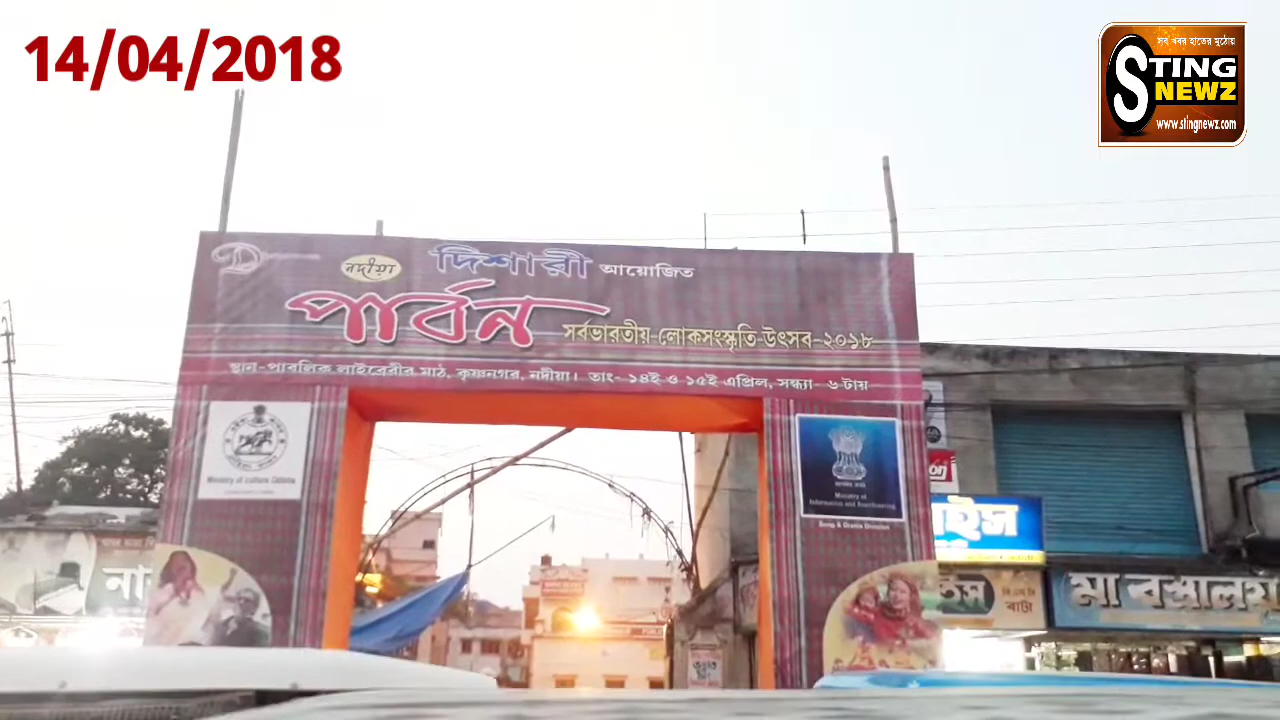 14/04/2018
সব খবর হাতের মুঠোয়
STING
NEWZ
www.stingnewz.com
নদীয়া
দিশারী আয়োজিত
পার্বন
সর্বভারতীয় লোকসংস্কৃতি উৎসব-২০১৮
স্থান-পাবলিক লাইব্রেরীর মাঠ, কৃষ্ণনগর, নদীয়া। তাং- ১৪ই ও ১৫ই এপ্রিল, সন্ধ্যা- ৬ টায়
Ministry of Culture Odisha
Ministry of
Information and Broadcasting
Song & Drama Division
মা বস্ত্রালয়
বাটা